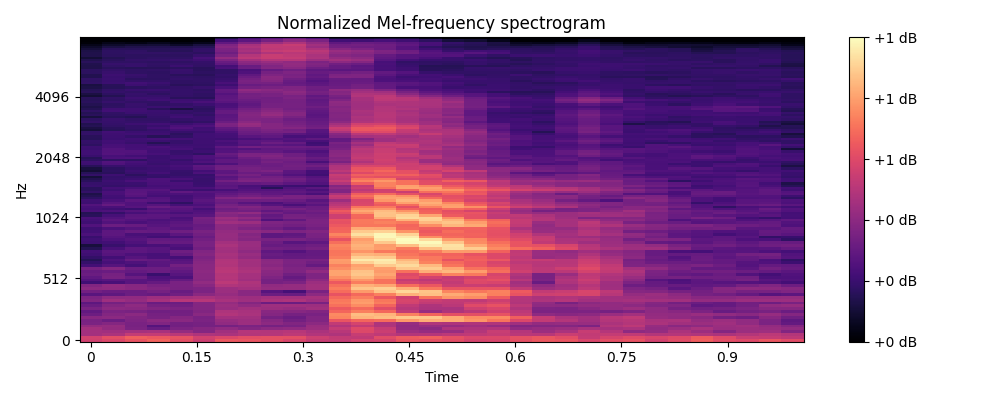 Normalized Mel-frequency spectrogram
Hz
4096
2048
1024
512
0
0 0.15 0.3 0.45 0.6 0.75 0.9
Time
+1 dB
+1 dB
+1 dB
+0 dB
+0 dB
+0 dB